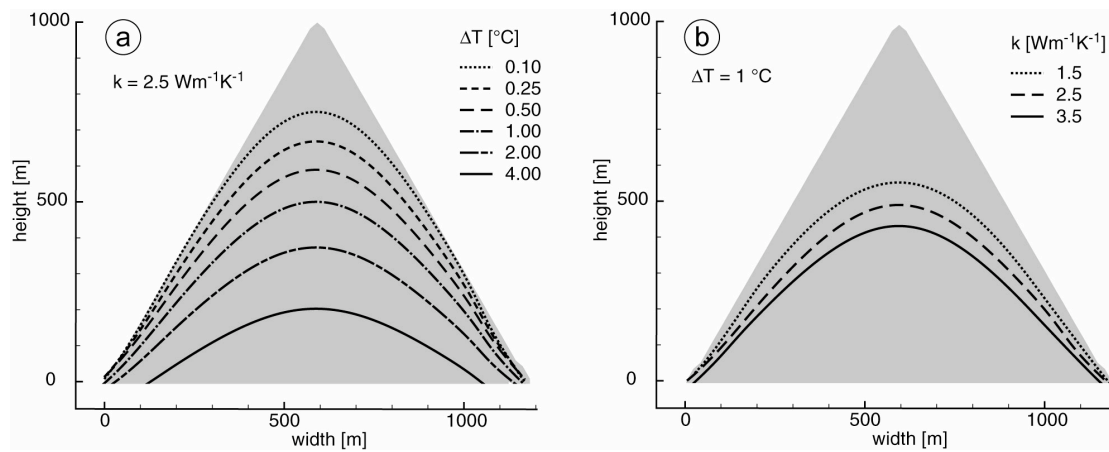 a
k = 2.5 Wm⁻¹K⁻¹
ΔT [°C]
0.10
0.25
0.50
1.00
2.00
4.00
1000
500
0
height [m]
0
500
1000
width [m]
b
ΔT = 1 °C
k [Wm⁻¹K⁻¹]
1.5
2.5
3.5
1000
500
0
height [m]
0
500
1000
width [m]